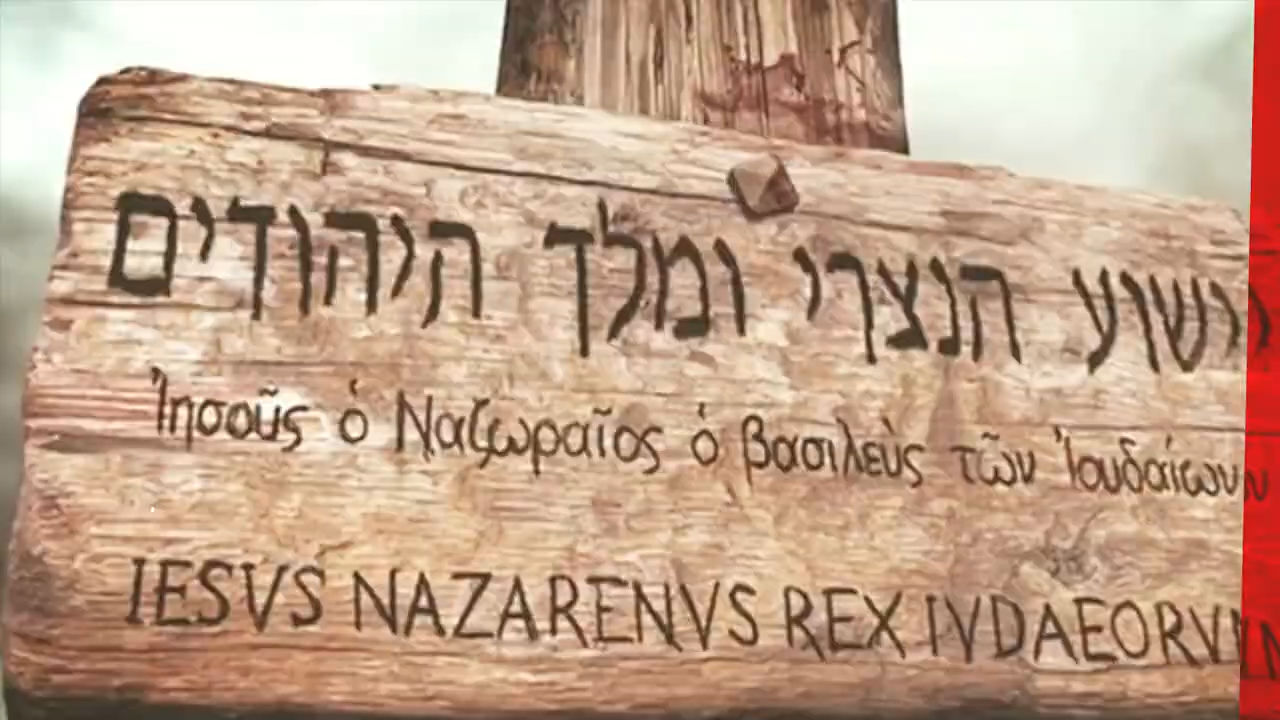 ישוע הנצרי ומלך היהודים
Ἰησοῦς ὁ Ναζωραῖος ὁ βασιλεὺς τῶν Ἰουδαίων
IESVS NAZARENVS REX IVDAEORVM